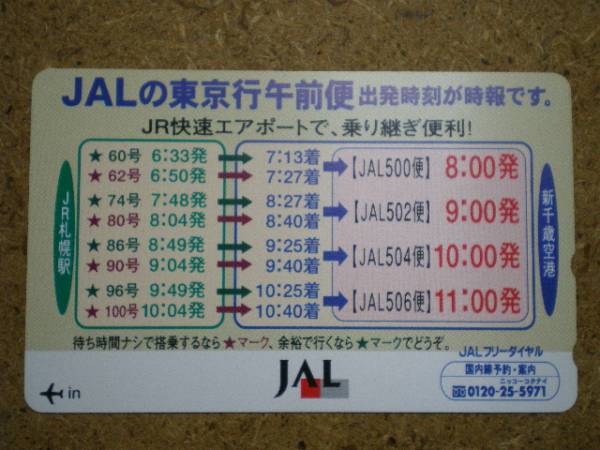 JALの東京行午前便出発時刻が時報です。
JR快速エアポートで、乗り継ぎ便利!
JR札幌駅
★60号 6:33発 → 7:13着
★62号 6:50発 → 7:27着
→【JAL500便】8:00発
★74号 7:48発 → 8:27着
★80号 8:04発 → 8:40着
→【JAL502便】9:00発
★86号 8:49発 → 9:25着
★90号 9:04発 → 9:40着
→【JAL504便】10:00発
★96号 9:49発 → 10:25着
★100号 10:04発 → 10:40着
→【JAL506便】11:00発
新千歳空港
待ち時間ナシで搭乗するなら★マーク、余裕で行くなら★マークでどうぞ。
JALフリーダイヤル
国内線予約・案内
ニッコーコクナイ
0120-25-5971
JAL
in